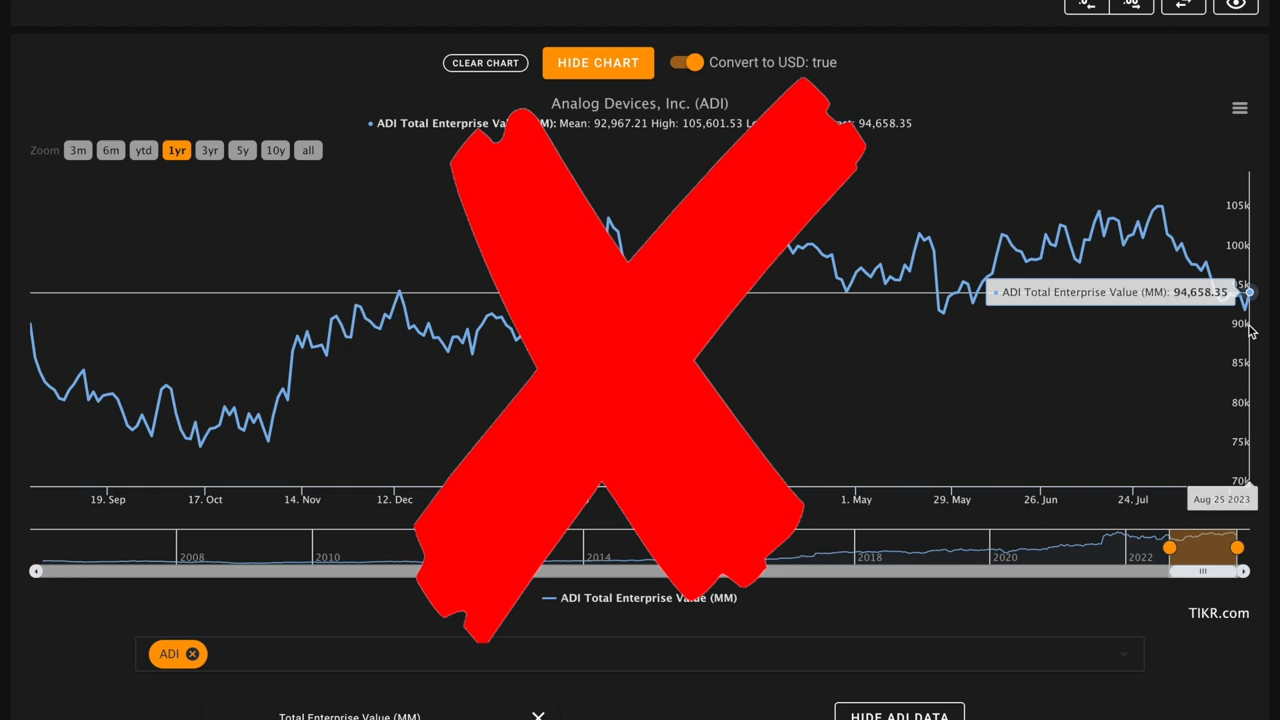 CLEAR CHART
HIDE CHART
Convert to USD: true
Analog Devices, Inc. (ADI)
ADI Total Enterprise M): Mean: 92,967.21 High: 105,601.53 94,658.35
Zoom 3m 6m ytd 1yr 3yr 5y 10y all
105k
100k
ADI Total Enterprise Value (MM): 94,658.35
90k
85k
80k
75k
70k
19. Sep 17. Oct 14. Nov 12. Dec 1. May 29. May 26. Jun 24. Jul Aug 25 2023
2008 2010 2014 2018 2020 2022
ADI Total Enterprise Value (MM)
TIKR.com
ADI
Total Enterprise Value (MM)
HIDE ADI DATA